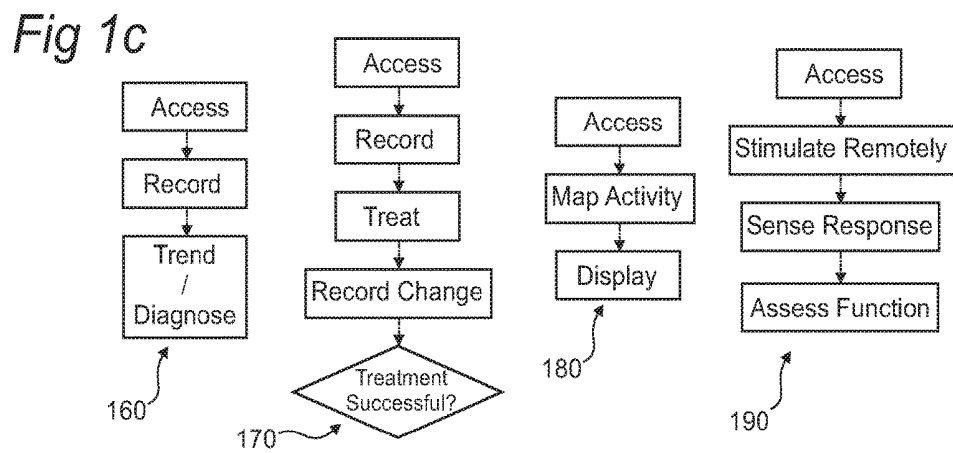 Fig 1c
Access
Record
Trend
/
Diagnose
160
Access
Record
Treat
Record Change
Treatment
Successful?
170
Access
Map Activity
Display
180
Access
Stimulate Remotely
Sense Response
Assess Function
190